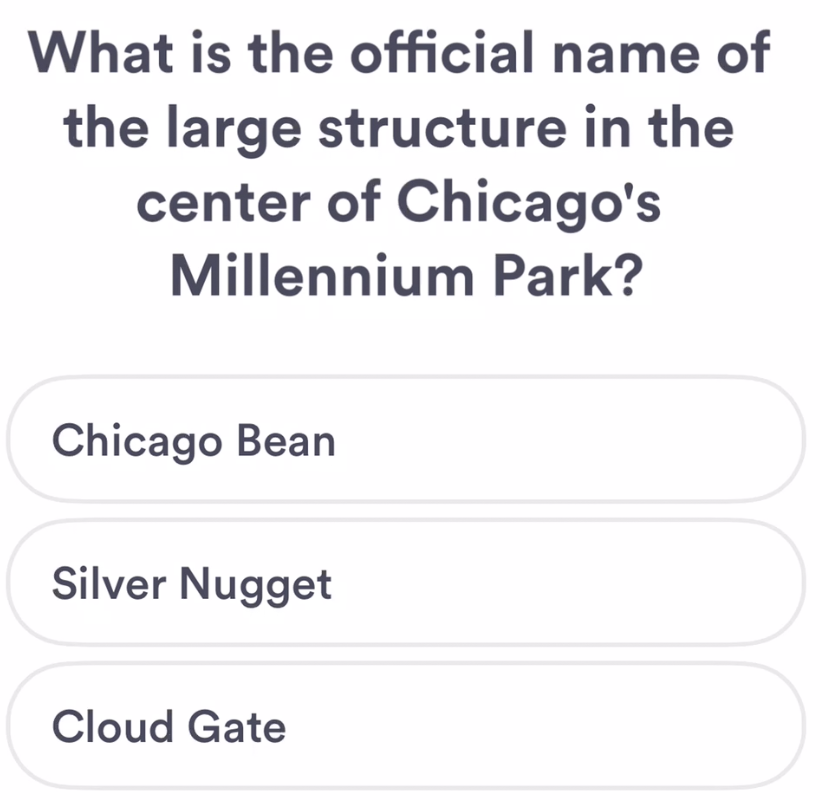 What is the official name of
the large structure in the
center of Chicago's
Millennium Park?
Chicago Bean
Silver Nugget
Cloud Gate